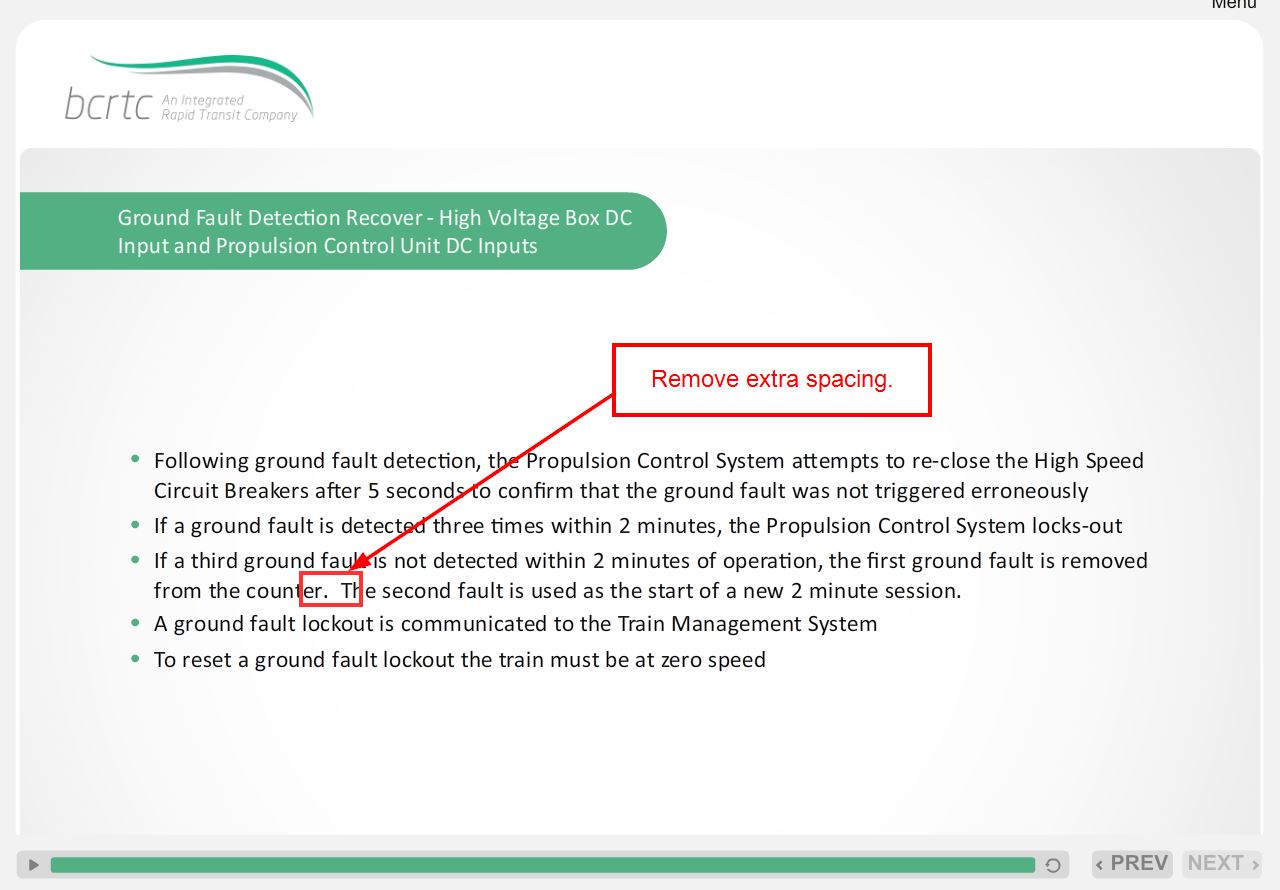 Menu
bcrtc An Integrated
Rapid Transit Company
Ground Fault Detection Recover - High Voltage Box DC
Input and Propulsion Control Unit DC Inputs
Remove extra spacing.
• Following ground fault detection, the Propulsion Control System attempts to re-close the High Speed
Circuit Breakers after 5 seconds to confirm that the ground fault was not triggered erroneously
• If a ground fault is detected three times within 2 minutes, the Propulsion Control System locks-out
• If a third ground fault is not detected within 2 minutes of operation, the first ground fault is removed
from the counter.  The second fault is used as the start of a new 2 minute session.
• A ground fault lockout is communicated to the Train Management System
• To reset a ground fault lockout the train must be at zero speed
‹ PREV NEXT ›